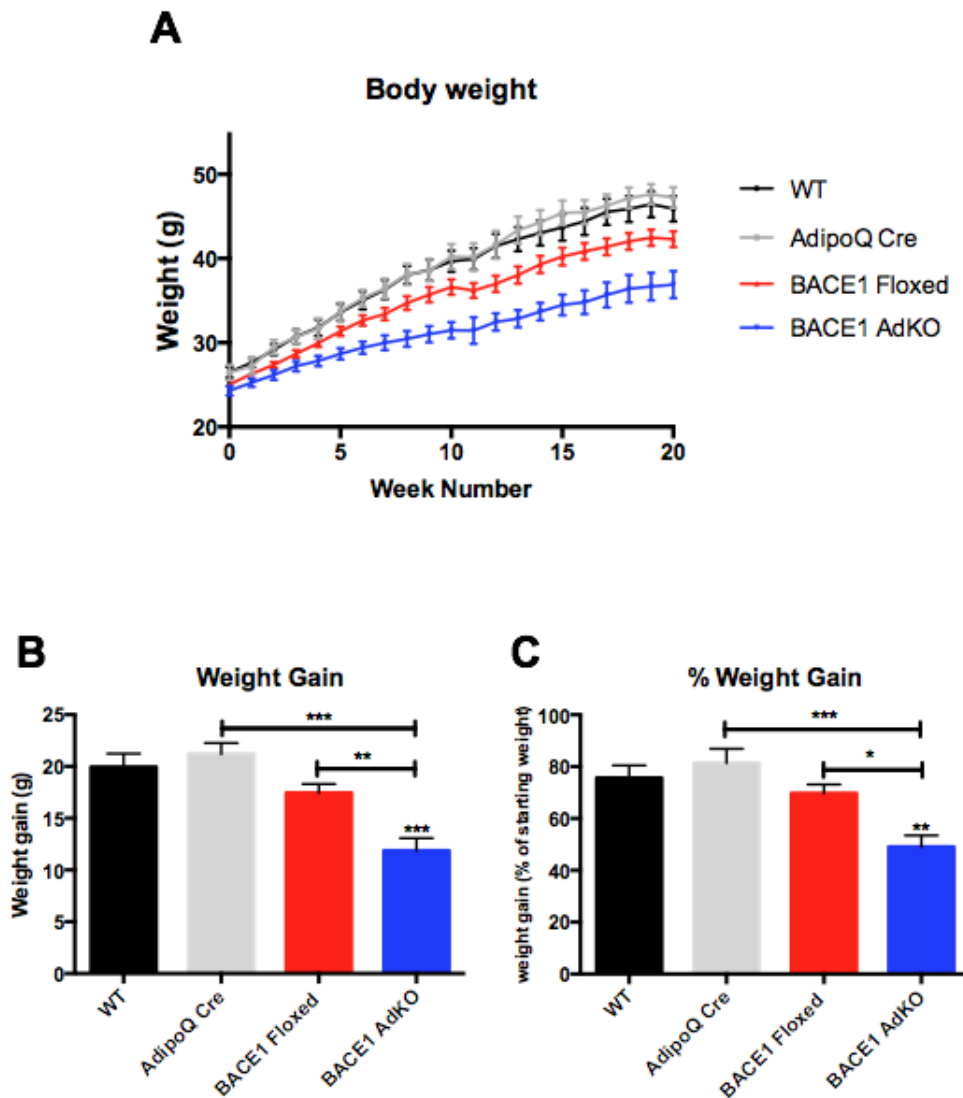 A
Body weight
Weight (g)
50
40
30
20
0 5 10 15 20
Week Number
WT
AdipoQ Cre
BACE1 Floxed
BACE1 AdKO
B
Weight Gain
Weight gain (g)
25
20
15
10
5
0
***
**
***
WT
AdipoQ Cre
BACE1 Floxed
BACE1 AdKO
C
% Weight Gain
weight gain (% of starting weight)
100
80
60
40
20
0
***
*
**
WT
AdipoQ Cre
BACE1 Floxed
BACE1 AdKO